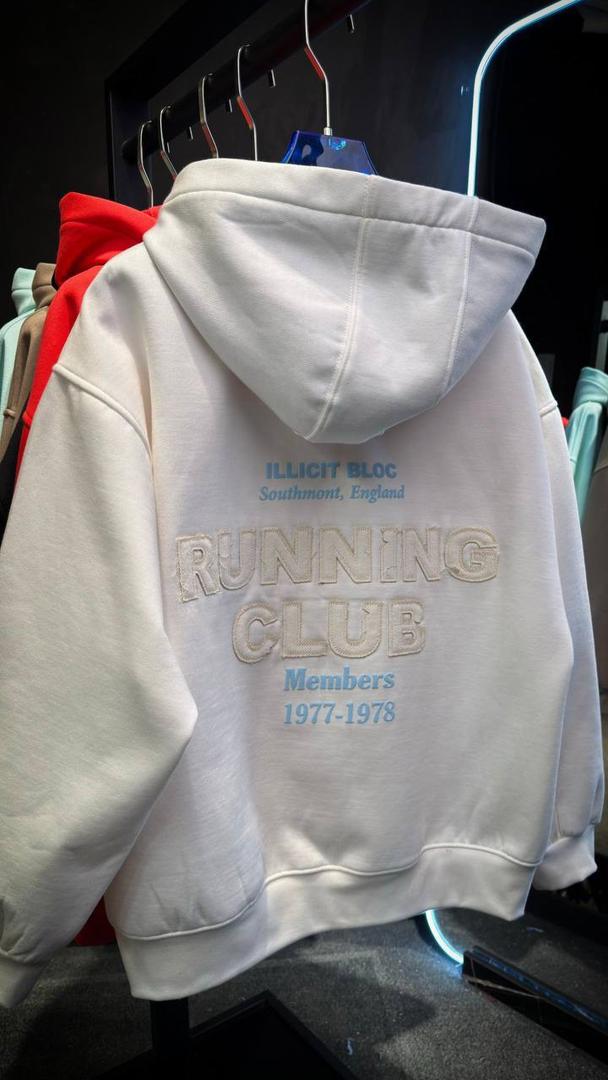 ILLICIT BLOC
Southmont, England
RUNNING
CLUB
Members
1977-1978